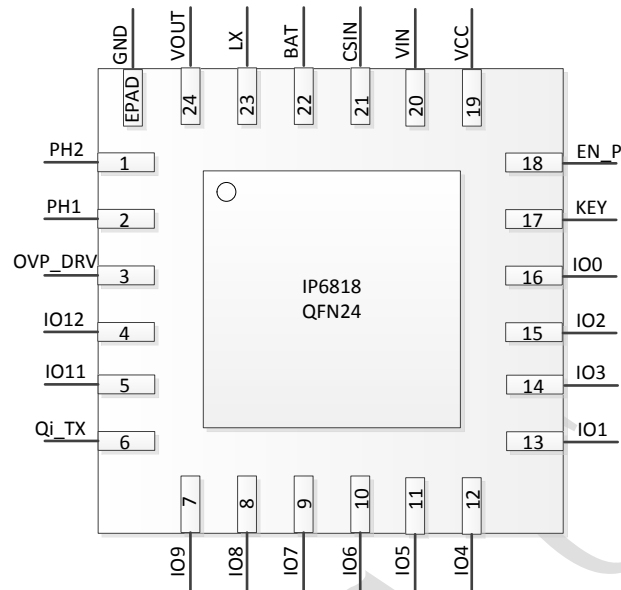 GND
VOUT
LX
BAT
CSIN
VIN
VCC
EPAD
24
23
22
21
20
19
PH2
1
18
EN_P
PH1
2
17
KEY
OVP_DRV
3
16
IO0
IP6818
QFN24
IO12
4
15
IO2
IO11
5
14
IO3
Qi_TX
6
13
IO1
7
8
9
10
11
12
IO9
IO8
IO7
IO6
IO5
IO4